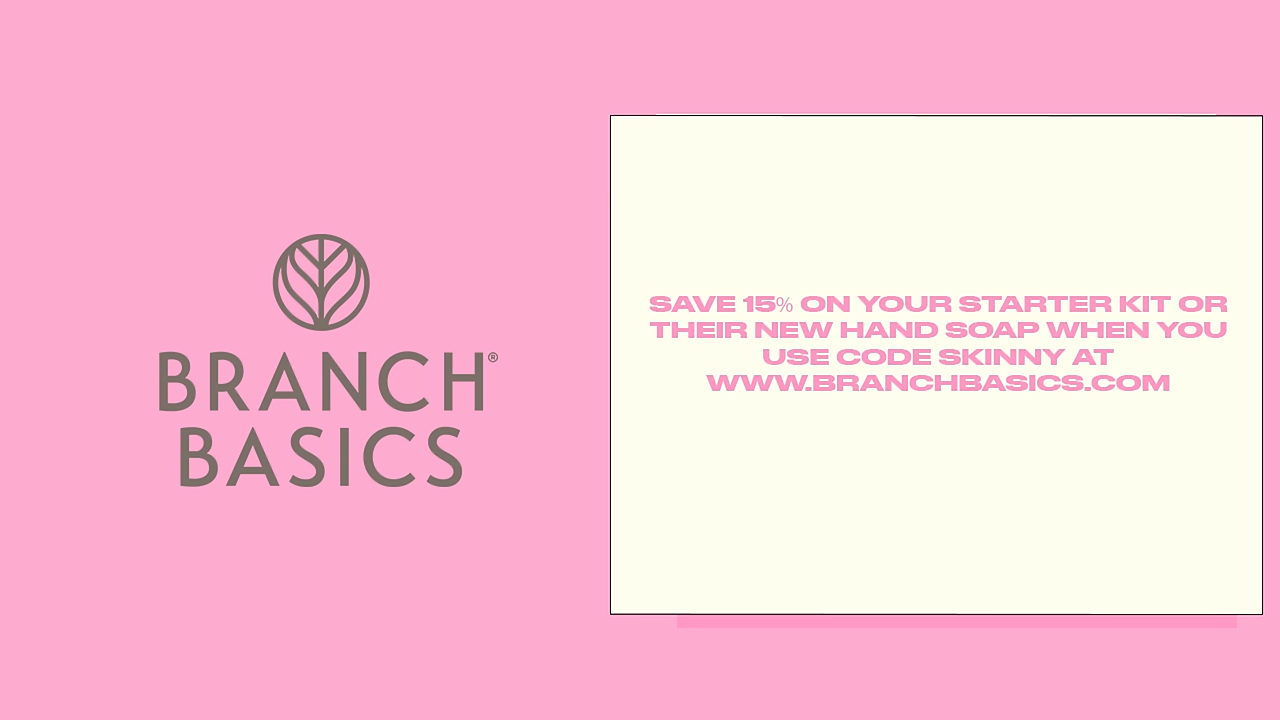 BRANCH®
BASICS
SAVE 15% ON YOUR STARTER KIT OR
THEIR NEW HAND SOAP WHEN YOU
USE CODE SKINNY AT
WWW.BRANCHBASICS.COM